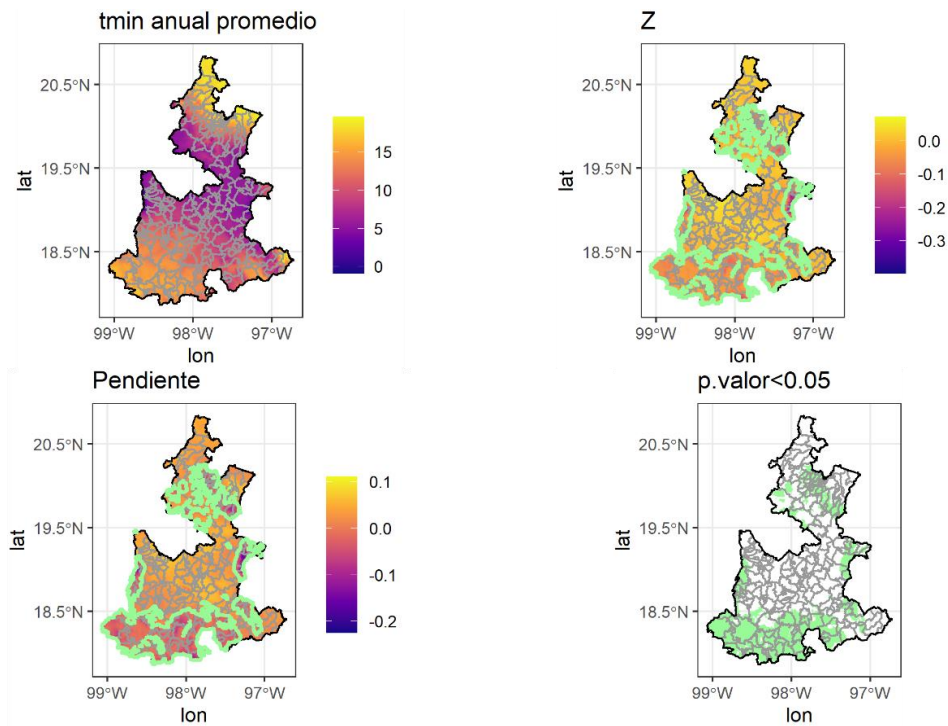 tmin anual promedio
20.5°N
19.5°N
18.5°N
lat
99°W 98°W 97°W
lon
15
10
5
0
Z
20.5°N
19.5°N
18.5°N
lat
99°W 98°W 97°W
lon
0.0
-0.1
-0.2
-0.3
Pendiente
20.5°N
19.5°N
18.5°N
lat
99°W 98°W 97°W
lon
0.1
0.0
-0.1
-0.2
p.valor<0.05
20.5°N
19.5°N
18.5°N
lat
99°W 98°W 97°W
lon